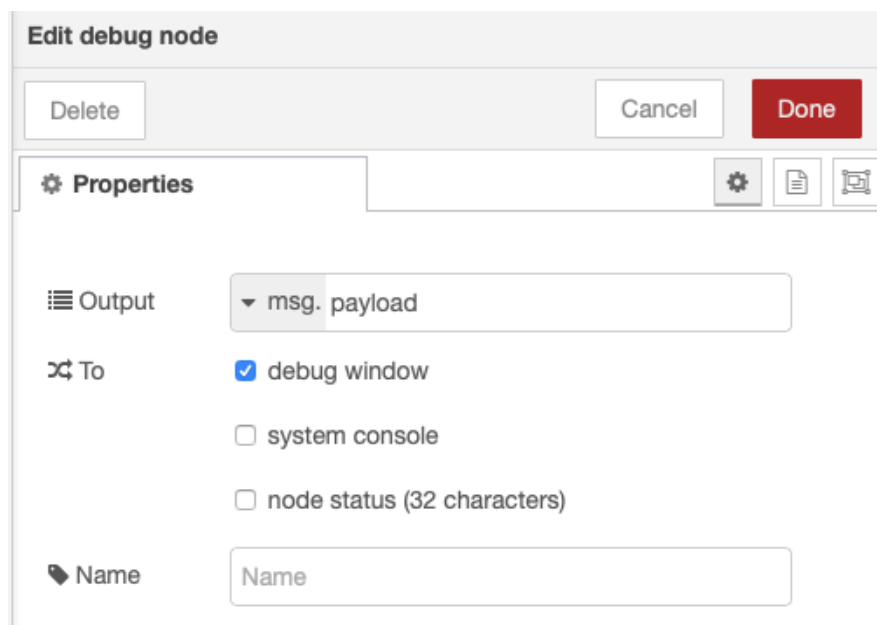 Edit debug node
Delete Cancel Done
Properties
Output msg. payload
To debug window
system console
node status (32 characters)
Name Name